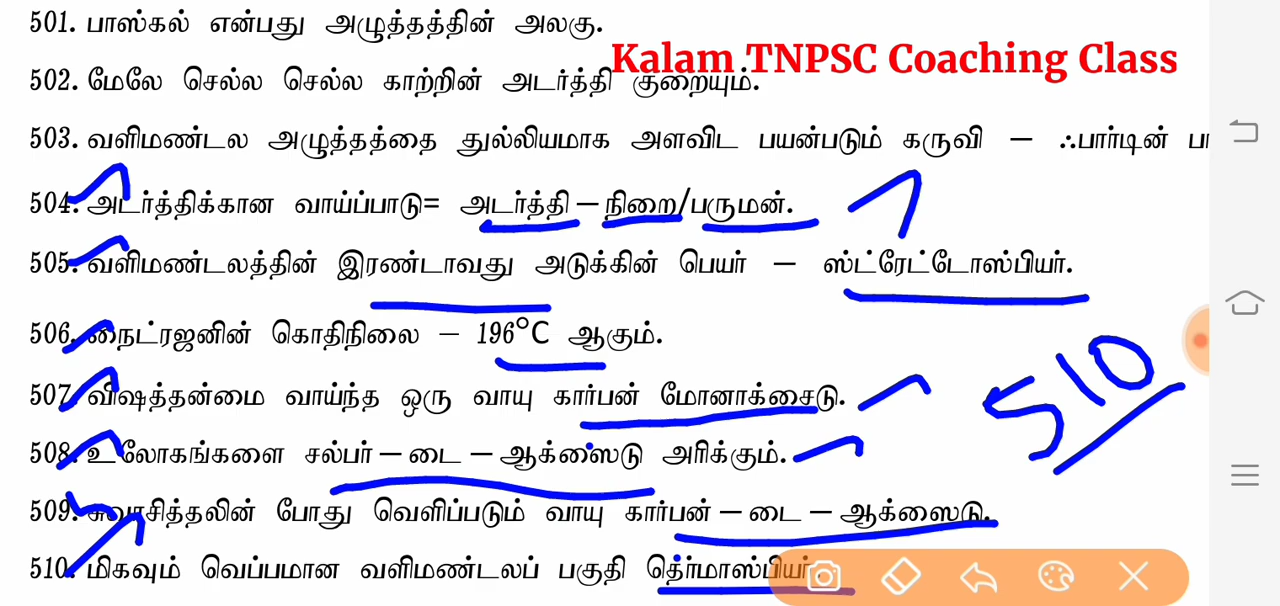 501. பாஸ்கல் என்பது அழுத்தத்தின் அலகு.
Kalam TNPSC Coaching Class
502. மேலே செல்ல செல்ல காற்றின் அடர்த்தி குறையும்.
503. வளிமண்டல அழுத்தத்தை துல்லியமாக அளவிட பயன்படும் கருவி – ஃபார்டின்
504. அடர்த்திக்கான வாய்ப்பாடு= அடர்த்தி – நிறை/பருமன்.
505. வளிமண்டலத்தின் இரண்டாவது அடுக்கின் பெயர் – ஸ்ட்ரேட்டோஸ்பியர்.
506. நைட்ரஜனின் கொதிநிலை – 196°C ஆகும்.
507. விஷத்தன்மை வாய்ந்த ஒரு வாயு கார்பன் மோனாக்சைடு.
510
508. உலோகங்களை சல்பர் – டை – ஆக்ஸைடு அரிக்கும்.
509. சுவாசித்தலின் போது வெளிப்படும் வாயு கார்பன் – டை – ஆக்ஸைடு.
510. மிகவும் வெப்பமான வளிமண்டலப் பகுதி தெர்மாஸ்பியர்.